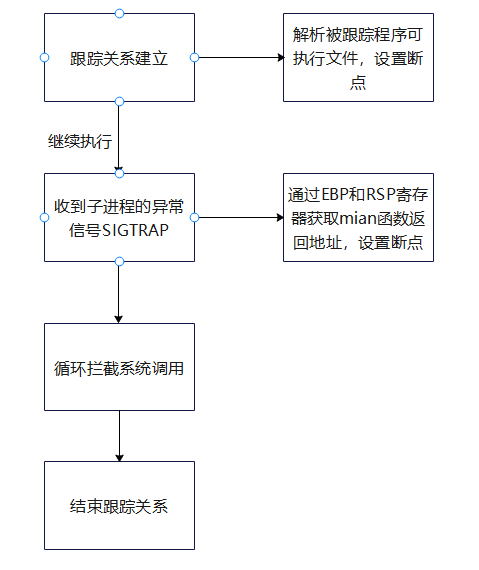 跟踪关系建立
解析被跟踪程序可
执行文件，设置断
点
继续执行
收到子进程的异常
信号SIGTRAP
通过EBP和RSP寄存
器获取mian函数返
回地址，设置断点
循环拦截系统调用
结束跟踪关系